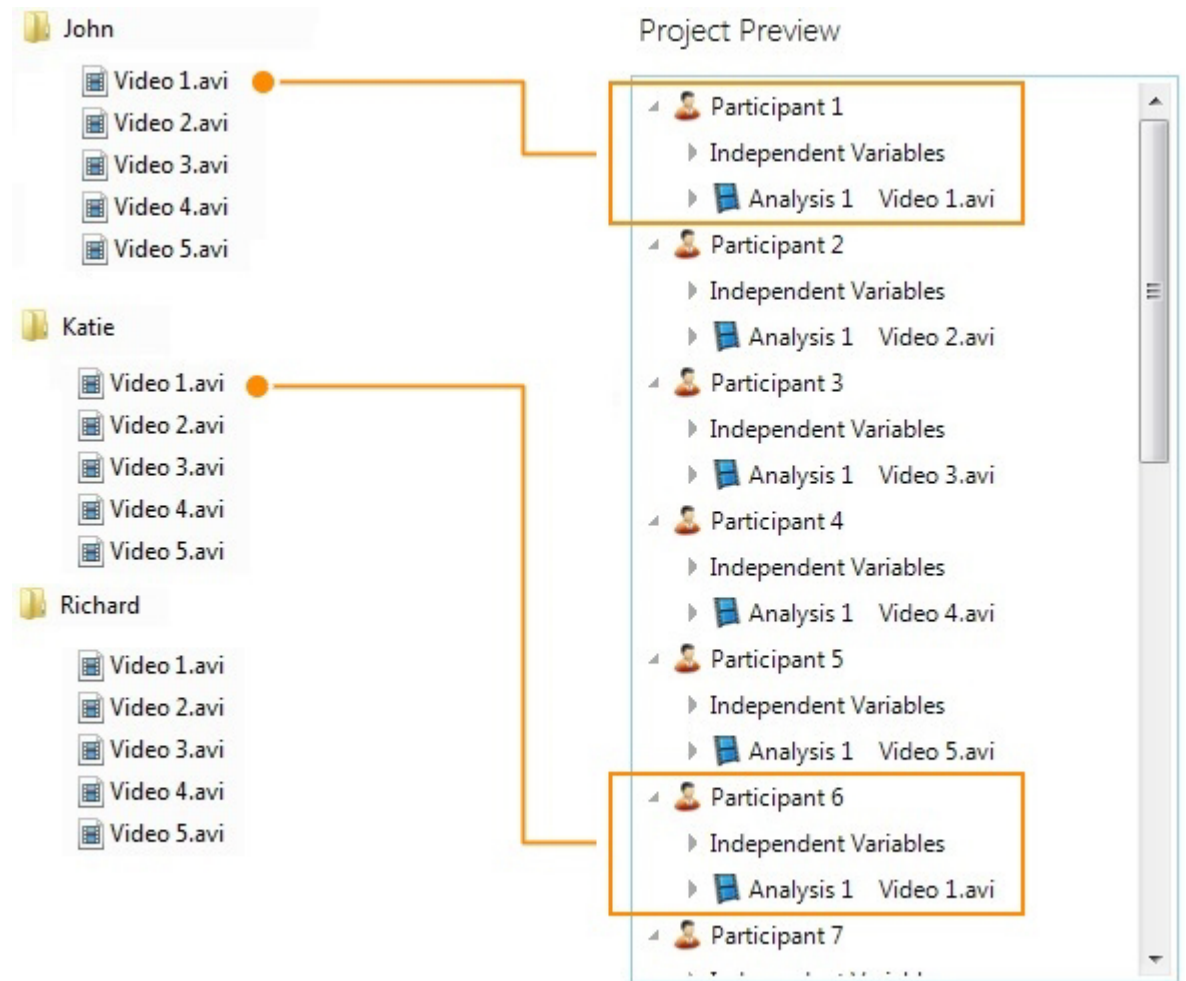 John
Video 1.avi
Video 2.avi
Video 3.avi
Video 4.avi
Video 5.avi
Katie
Video 1.avi
Video 2.avi
Video 3.avi
Video 4.avi
Video 5.avi
Richard
Video 1.avi
Video 2.avi
Video 3.avi
Video 4.avi
Video 5.avi
Project Preview
Participant 1
Independent Variables
Analysis 1 Video 1.avi
Participant 2
Independent Variables
Analysis 1 Video 2.avi
Participant 3
Independent Variables
Analysis 1 Video 3.avi
Participant 4
Independent Variables
Analysis 1 Video 4.avi
Participant 5
Independent Variables
Analysis 1 Video 5.avi
Participant 6
Independent Variables
Analysis 1 Video 1.avi
Participant 7